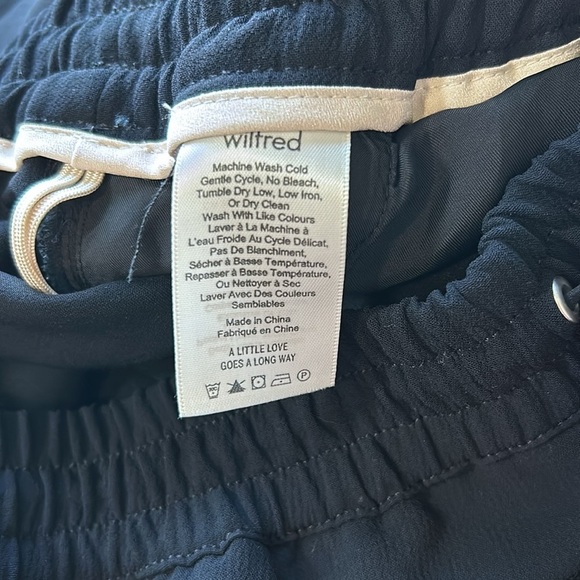 wilfred
Machine Wash Cold
Gentle Cycle, No Bleach,
Tumble Dry Low, Low Iron,
Or Dry Clean
Wash With Like Colours
Laver À La Machine à
L'eau Froide Au Cycle Délicat,
Pas De Blanchiment,
Sécher à Basse Température,
Repasser à Basse Température,
Ou Nettoyer à Sec
Laver Avec Des Couleurs
Semblables
Made in China
Fabriqué en Chine
A LITTLE LOVE
GOES A LONG WAY